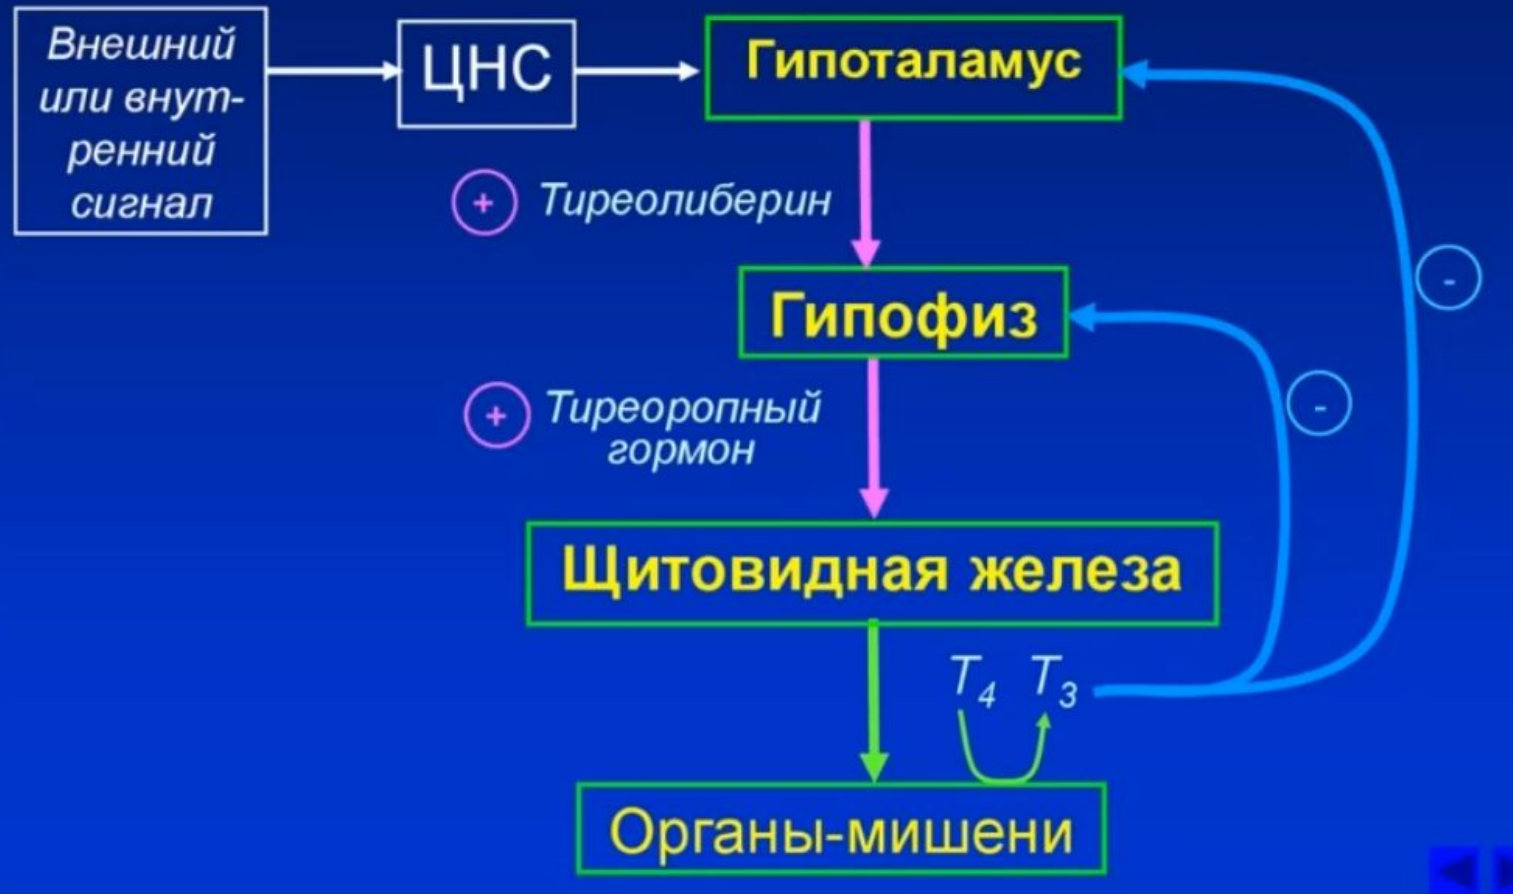 Внешний
или внут-
ренний
сигнал
ЦНС
Гипоталамус
+ Тиреолиберин
-
Гипофиз
-
+ Тиреоропный
гормон
Щитовидная железа
T4 T3
Органы-мишени